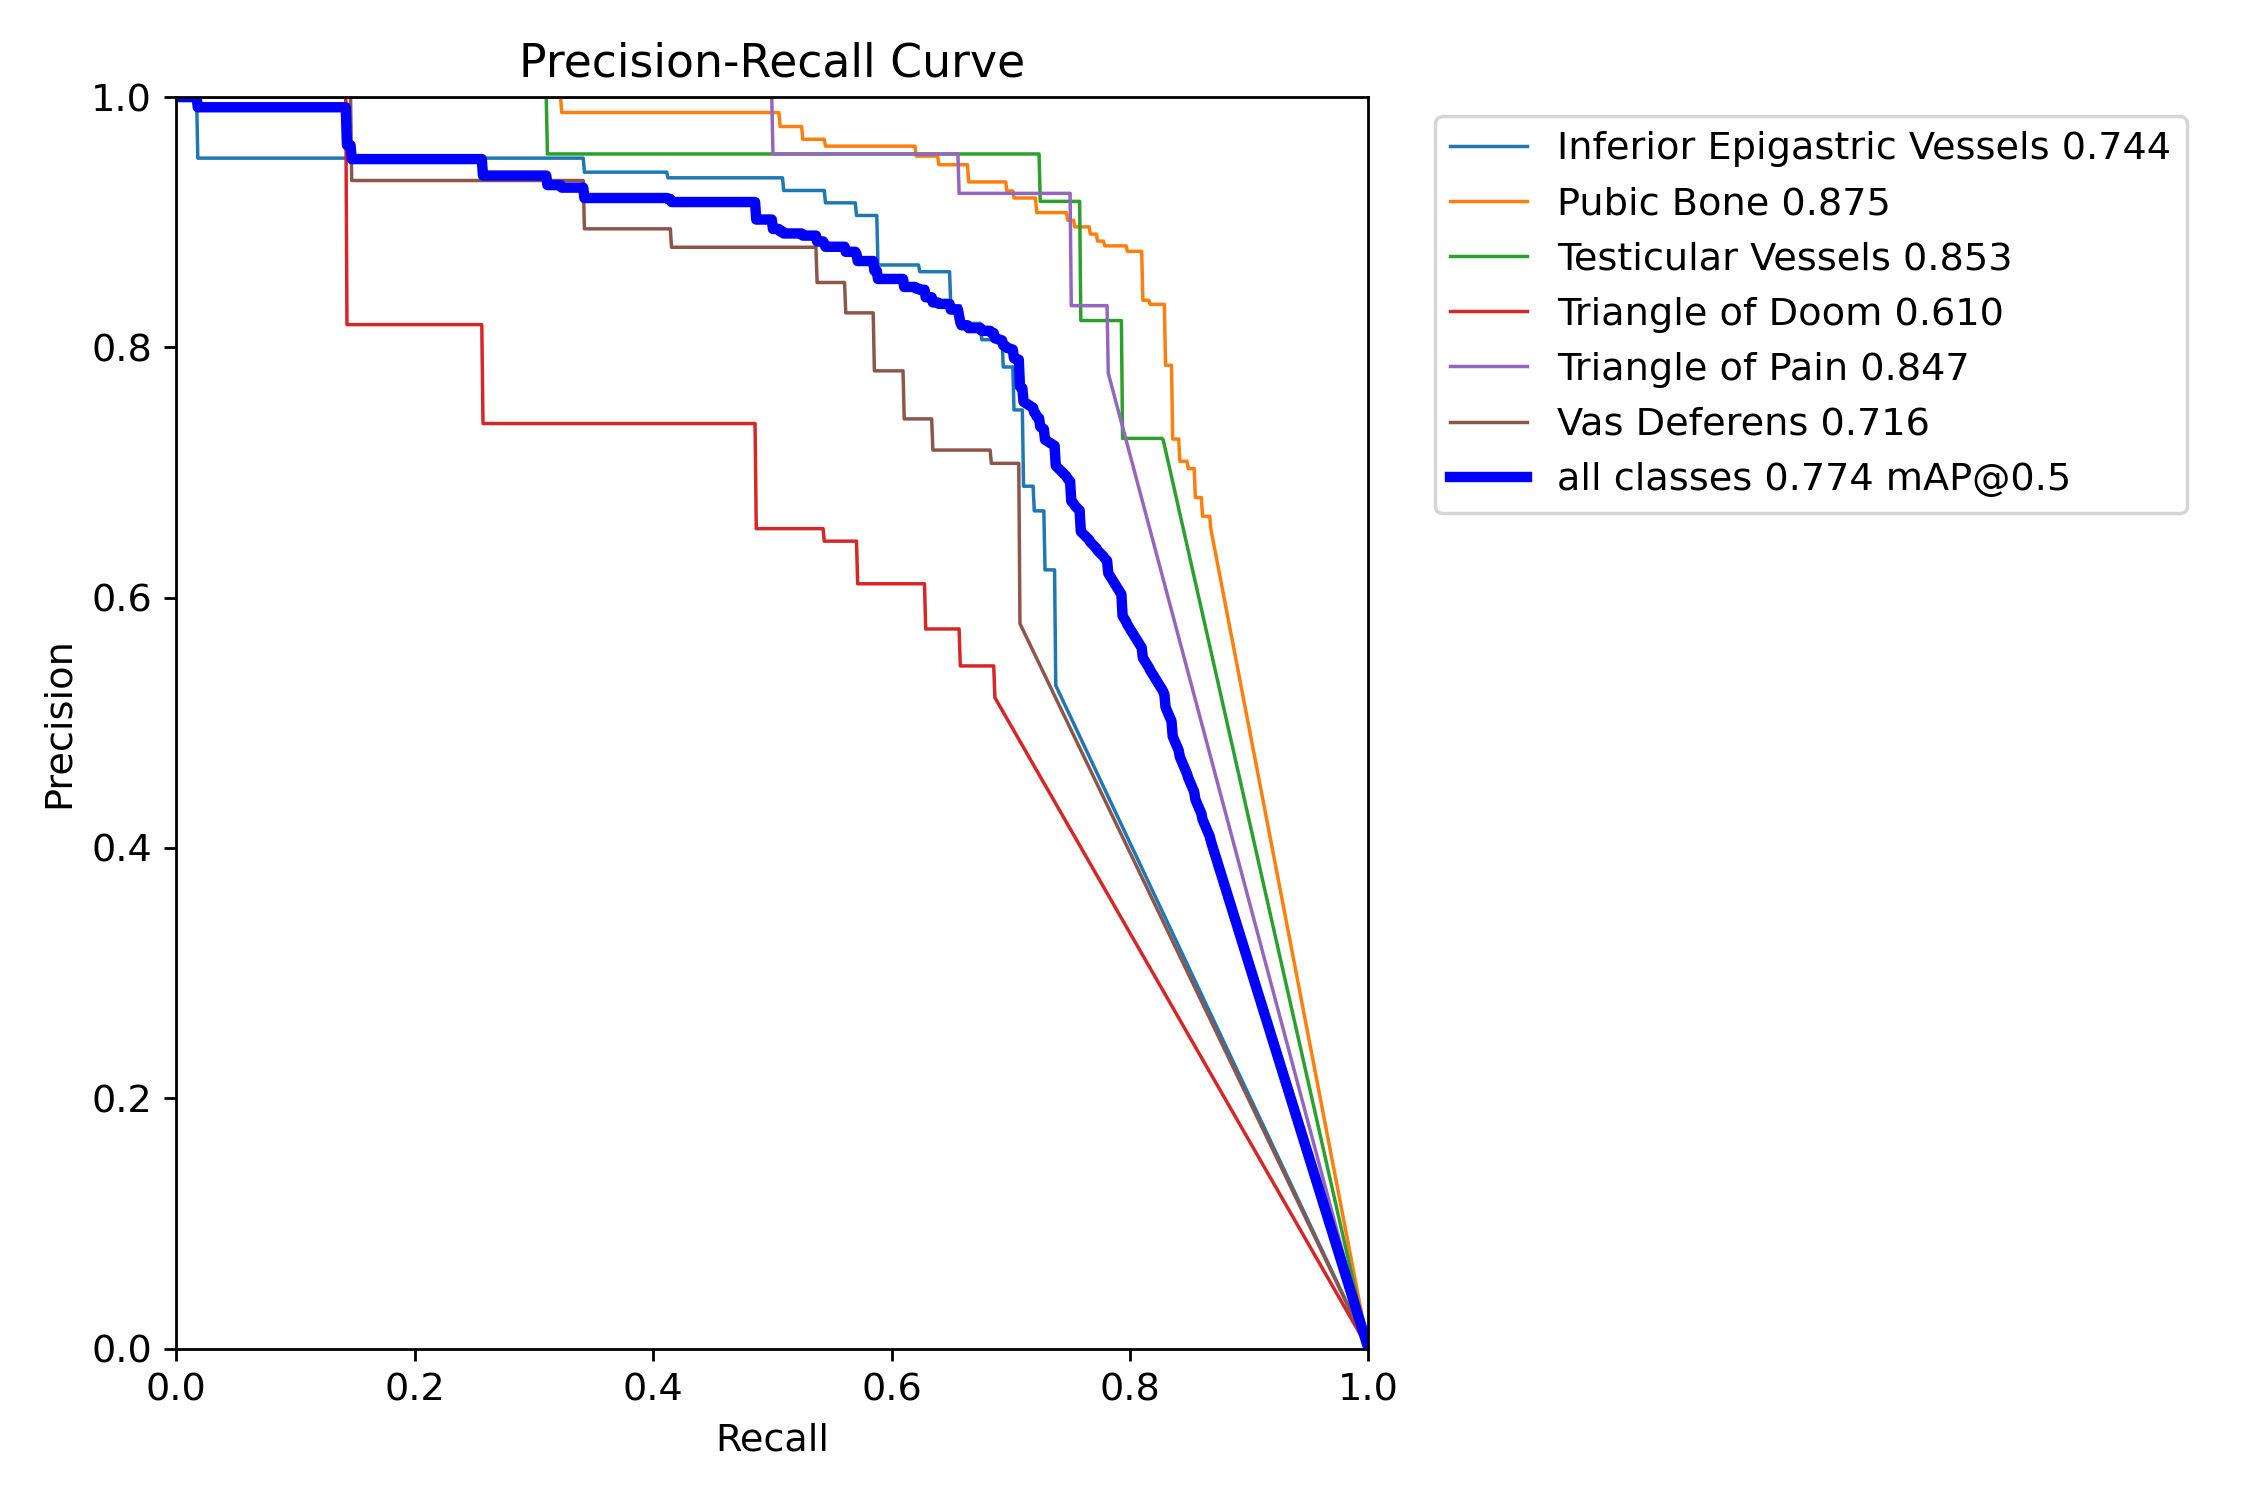 Precision-Recall Curve
1.0
0.8
0.6
0.4
0.2
0.0
Precision
0.0 0.2 0.4 0.6 0.8 1.0
Recall
Inferior Epigastric Vessels 0.744
Pubic Bone 0.875
Testicular Vessels 0.853
Triangle of Doom 0.610
Triangle of Pain 0.847
Vas Deferens 0.716
all classes 0.774 mAP@0.5